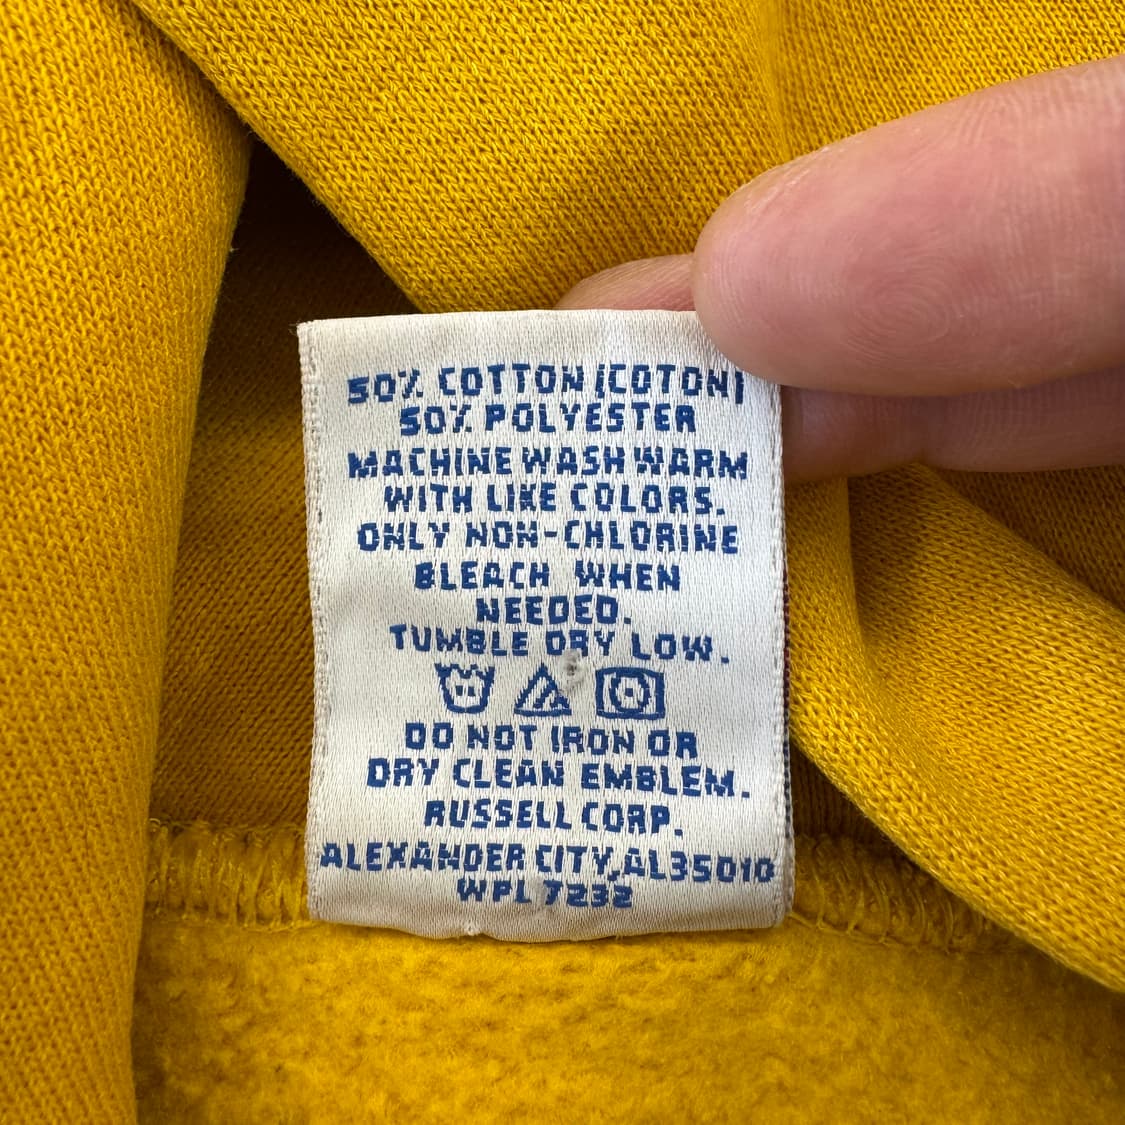 50% COTTON (COTON)
50% POLYESTER
MACHINE WASH WARM
WITH LIKE COLORS.
ONLY NON-CHLORINE
BLEACH WHEN
NEEDED.
TUMBLE DRY LOW.
DO NOT IRON OR
DRY CLEAN EMBLEM.
RUSSELL CORP.
ALEXANDER CITY,AL35010
WPL 7232